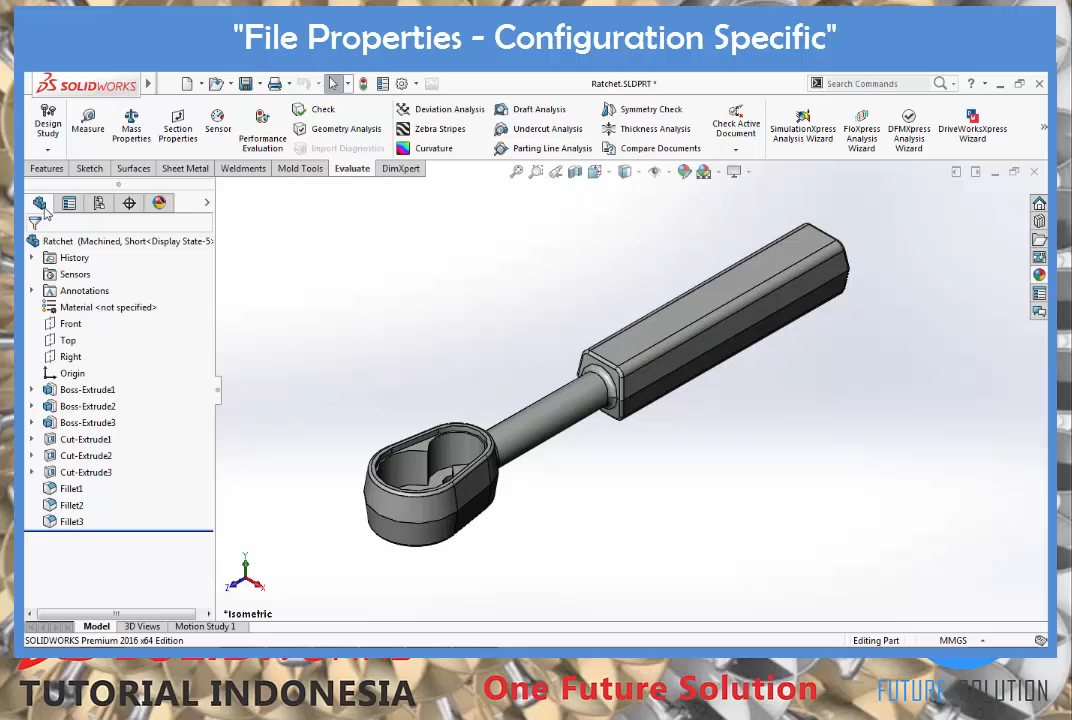 "File Properties - Configuration Specific"
SOLIDWORKS
Ratchet.SLDPRT *
Search Commands
Design Study
Measure
Mass Properties
Section Properties
Sensor
Performance Evaluation
Check
Geometry Analysis
Import Diagnostics
Deviation Analysis
Zebra Stripes
Curvature
Draft Analysis
Undercut Analysis
Parting Line Analysis
Symmetry Check
Thickness Analysis
Compare Documents
Check Active Document
SimulationXpress Analysis Wizard
FloXpress Analysis Wizard
DFMXpress Analysis Wizard
DriveWorksXpress Wizard
Features Sketch Surfaces Sheet Metal Weldments Mold Tools Evaluate DimXpert
Ratchet (Machined, Short<Display State-5>
History
Sensors
Annotations
Material <not specified>
Front
Top
Right
Origin
Boss-Extrude1
Boss-Extrude2
Boss-Extrude3
Cut-Extrude1
Cut-Extrude2
Cut-Extrude3
Fillet1
Fillet2
Fillet3
Y
Z
X
*Isometric
Model 3D Views Motion Study 1
SOLIDWORKS Premium 2016 x64 Edition
Editing Part
MMGS
TUTORIAL INDONESIA
One Future Solution
FUTURE SOLUTION